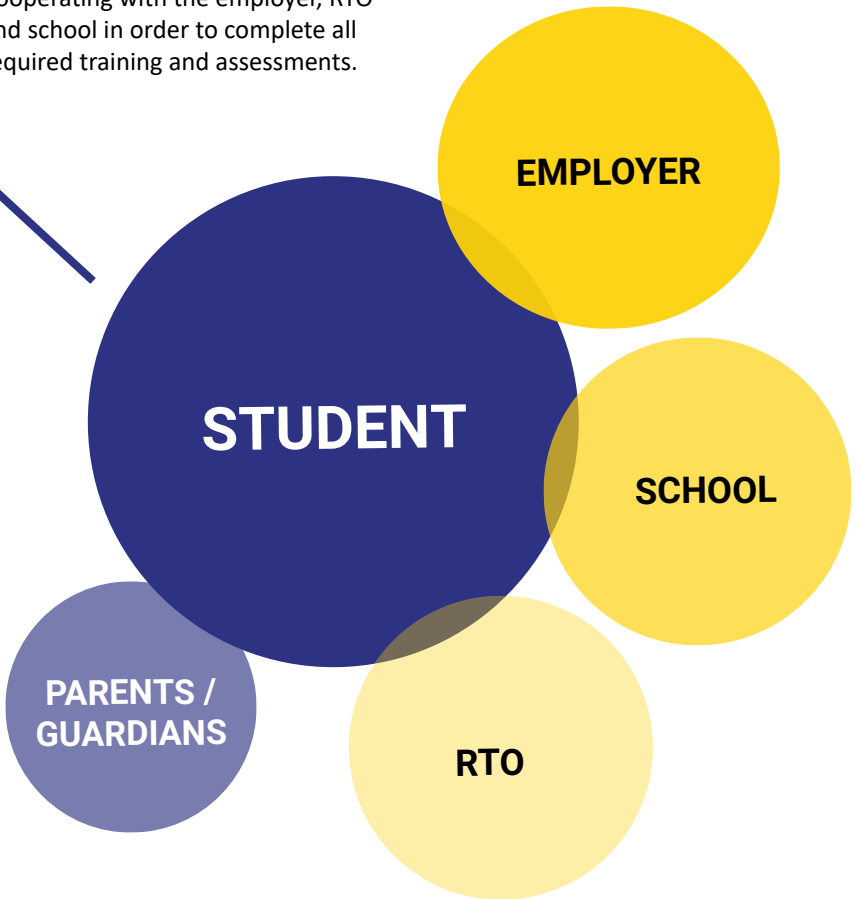 ooperating with the employer, RTO
nd school in order to complete all
equired training and assessments.
EMPLOYER
STUDENT
SCHOOL
PARENTS /
GUARDIANS
RTO